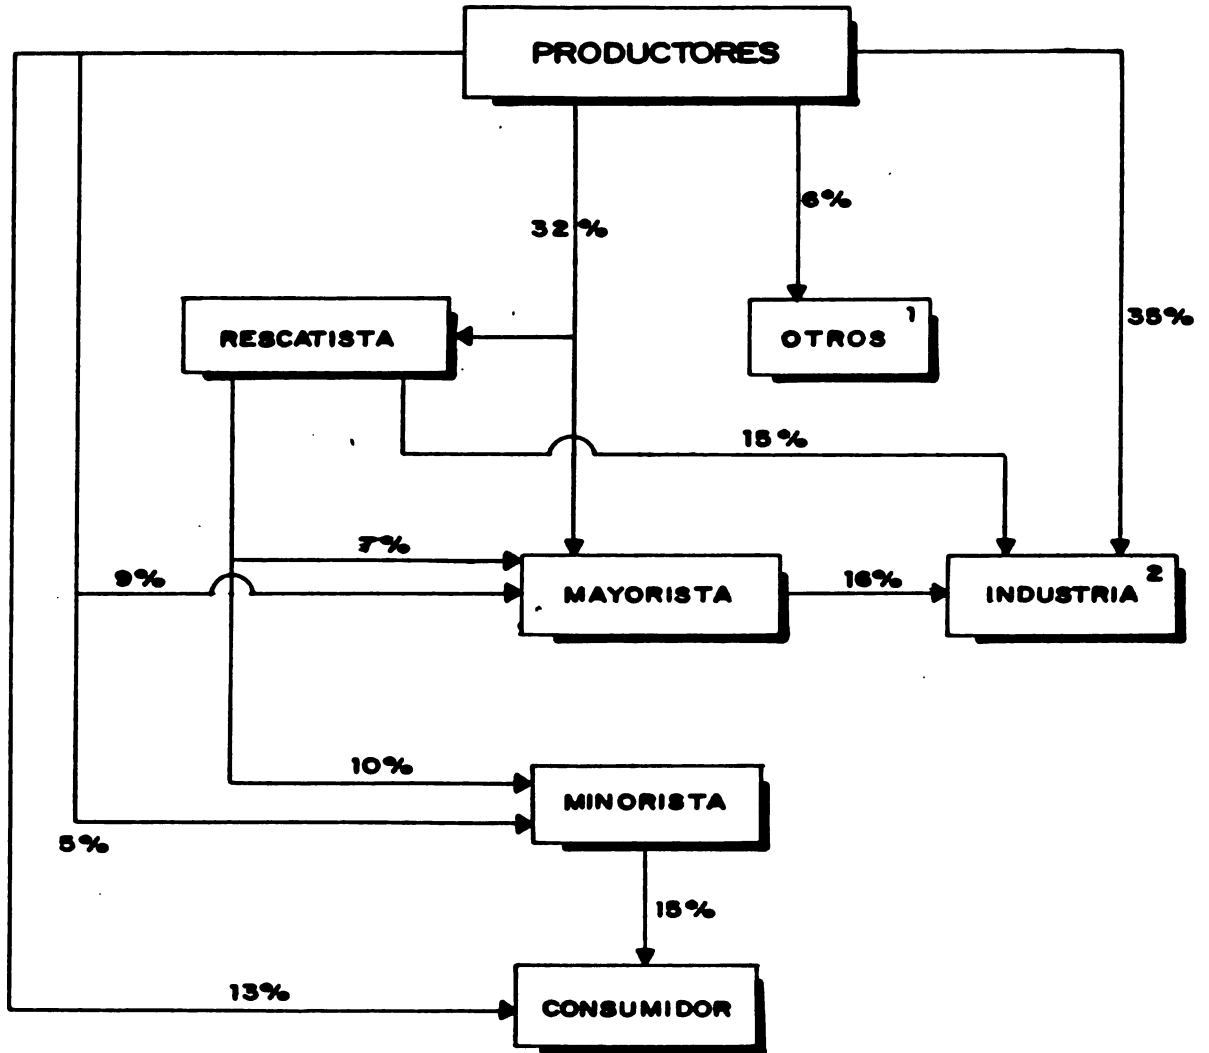 PRODUCTORES
6%
32%
OTROS 1
35%
RESCATISTA
15%
7%
9%
MAYORISTA
16%
INDUSTRIA 2
10%
MINORISTA
5%
15%
13%
CONSUMIDOR